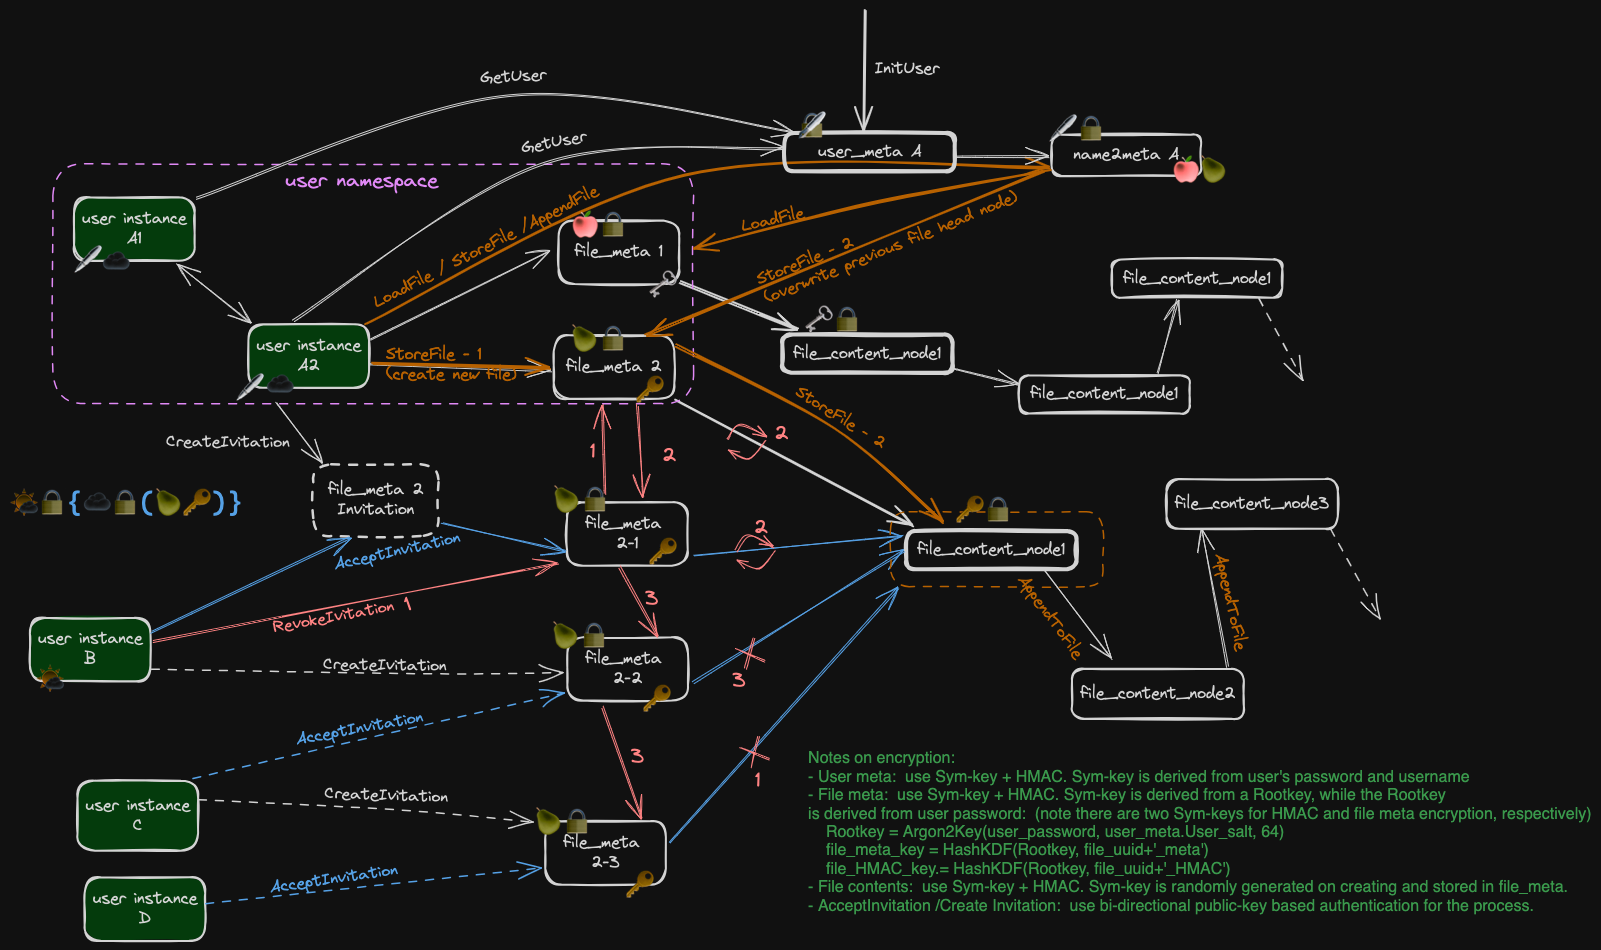 InitUser
GetUser
GetUser
user_meta A
name2meta A
user namespace
user instance
A1
file_meta 1
LoadFile / StoreFile /AppendFile
LoadFile
StoreFile - 2
(overwrite previous file head node)
file_content_node1
user instance
A2
StoreFile - 1
(create new file)
file_meta 2
file_content_node1
file_content_node1
StoreFile - 2
CreateIvitation
1
2
2
file_meta 2
Invitation
{ ( ) }
AcceptInvitation
file_meta
2-1
2
file_content_node1
file_content_node3
AppendToFile
AppendToFile
RevokeIvitation 1
3
user instance
B
CreateIvitation
file_meta
2-2
3
file_content_node2
AcceptInvitation
3
1
user instance
C
CreateIvitation
file_meta
2-3
AcceptInvitation
user instance
D
Notes on encryption:
- User meta: use Sym-key + HMAC. Sym-key is derived from user's password and username
- File meta: use Sym-key + HMAC. Sym-key is derived from a Rootkey, while the Rootkey
is derived from user password: (note there are two Sym-keys for HMAC and file meta encryption, respectively)
Rootkey = Argon2Key(user_password, user_meta.User_salt, 64)
file_meta_key = HashKDF(Rootkey, file_uuid+'_meta')
file_HMAC_key.= HashKDF(Rootkey, file_uuid+'_HMAC')
- File contents: use Sym-key + HMAC. Sym-key is randomly generated on creating and stored in file_meta.
- AcceptInvitation /Create Invitation: use bi-directional public-key based authentication for the process.